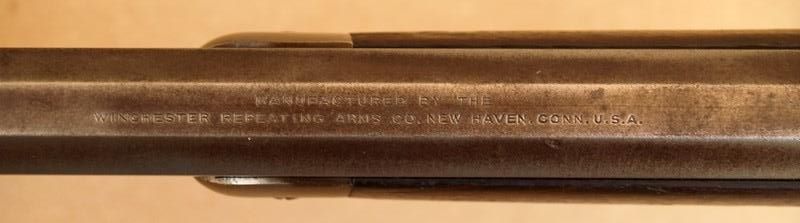 MANUFACTURED BY THE
WINCHESTER REPEATING ARMS CO. NEW HAVEN. CONN. U.S.A.